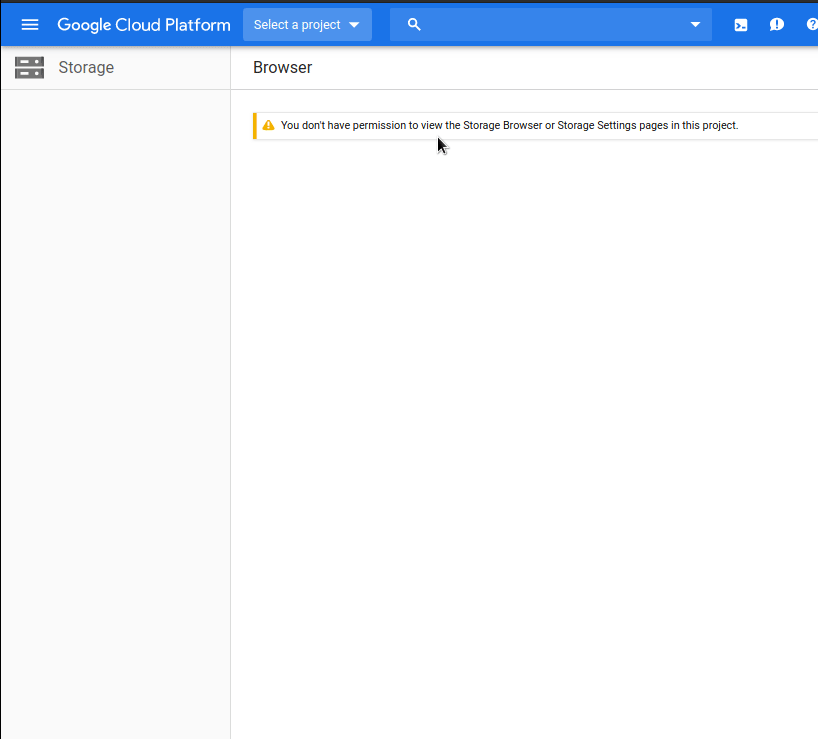 Google Cloud Platform
Select a project
Storage
Browser
You don't have permission to view the Storage Browser or Storage Settings pages in this project.